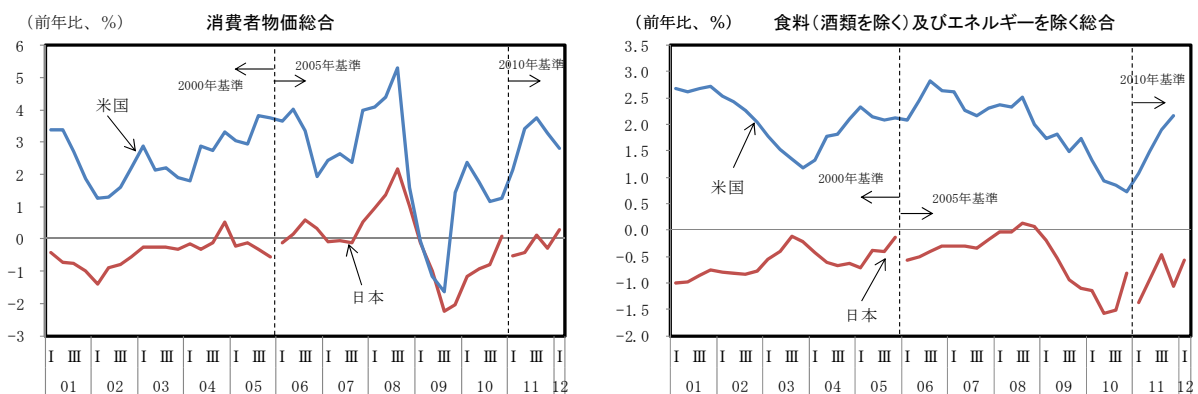 (前年比、%) 消費者物価総合
6
5
4
3
2
1
0
−1
−2
−3
2000年基準
2005年基準
2010年基準
米国
日本
Ⅰ Ⅲ Ⅰ Ⅲ Ⅰ Ⅲ Ⅰ Ⅲ Ⅰ Ⅲ Ⅰ Ⅲ Ⅰ Ⅲ Ⅰ Ⅲ Ⅰ Ⅲ Ⅰ Ⅲ Ⅰ Ⅲ Ⅰ
01 02 03 04 05 06 07 08 09 10 11 12
(前年比、%) 食料(酒類を除く)及びエネルギーを除く総合
3.5
3.0
2.5
2.0
1.5
1.0
0.5
0.0
−0.5
−1.0
−1.5
−2.0
2010年基準
米国
2000年基準
2005年基準
日本
Ⅰ Ⅲ Ⅰ Ⅲ Ⅰ Ⅲ Ⅰ Ⅲ Ⅰ Ⅲ Ⅰ Ⅲ Ⅰ Ⅲ Ⅰ Ⅲ Ⅰ Ⅲ Ⅰ Ⅲ Ⅰ Ⅲ Ⅰ
01 02 03 04 05 06 07 08 09 10 11 12